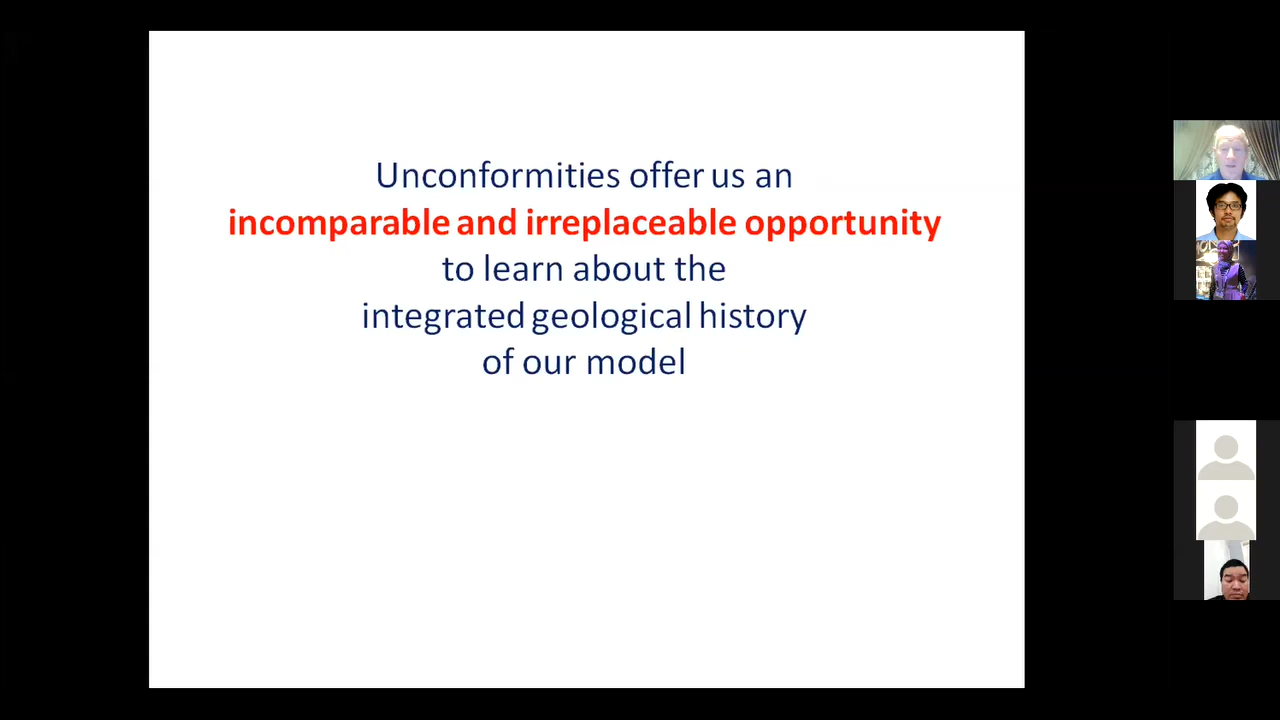 Unconformities offer us an
incomparable and irreplaceable opportunity
to learn about the
integrated geological history
of our model